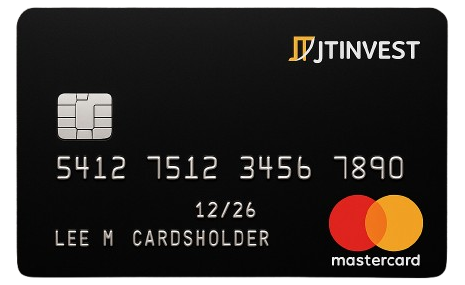 JTINVEST
5412 7512 3456 7890
12/26
LEE M CARDSHOLDER
mastercard